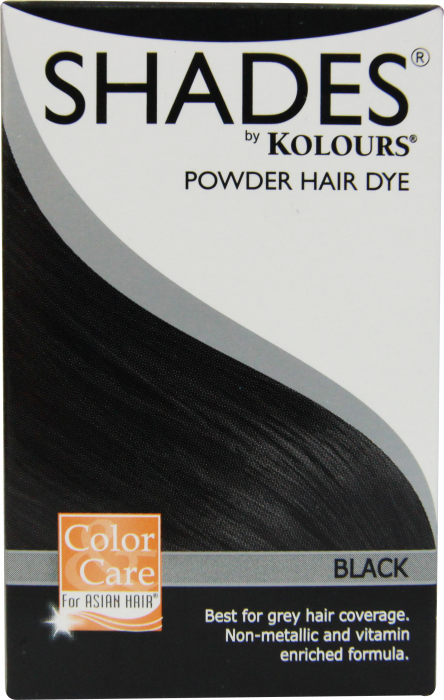 SHADES®
by KOLOURS®
POWDER HAIR DYE
Color
&
Care
For ASIAN HAIR®
BLACK
Best for grey hair coverage.
Non-metallic and vitamin
enriched formula.